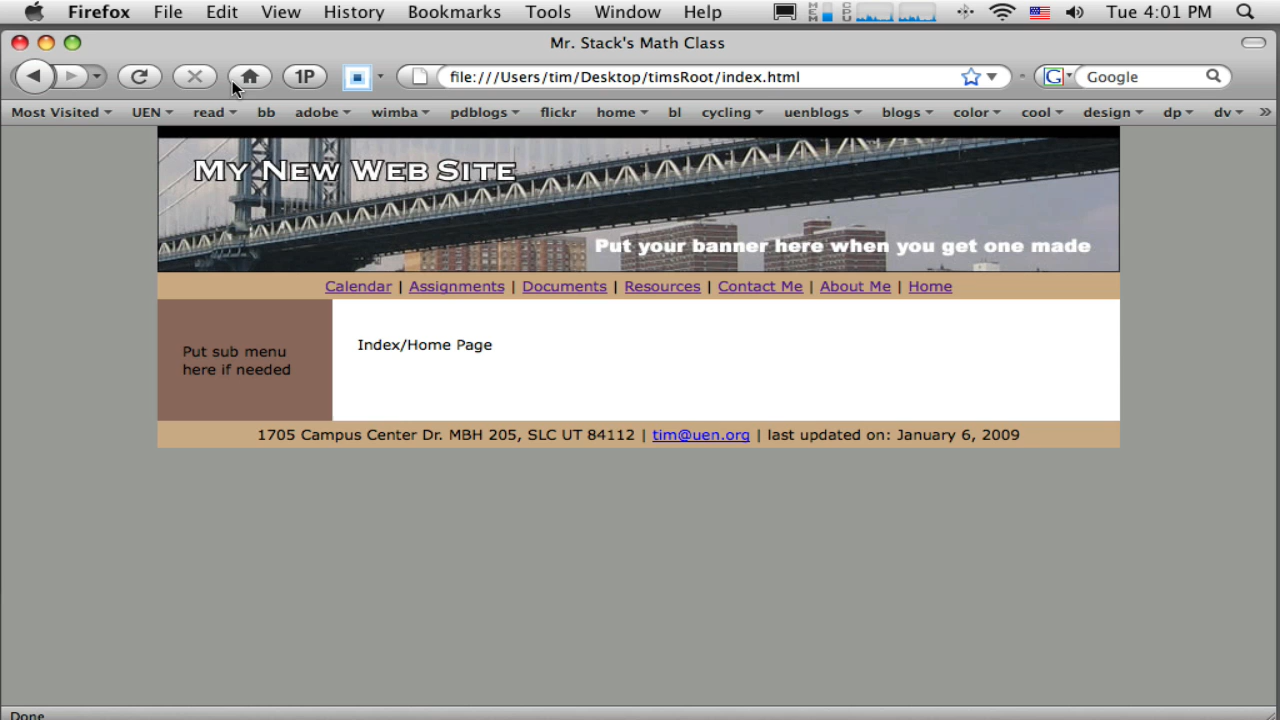 Firefox File Edit View History Bookmarks Tools Window Help MEM CPU Tue 4:01 PM
Mr. Stack's Math Class
1P file:///Users/tim/Desktop/timsRoot/index.html G Google
Most Visited UEN read bb adobe wimba pdblogs flickr home bl cycling uenblogs blogs color cool design dp dv »
My New Web Site
Put your banner here when you get one made
Calendar | Assignments | Documents | Resources | Contact Me | About Me | Home
Index/Home Page
Put sub menu
here if needed
1705 Campus Center Dr. MBH 205, SLC UT 84112 | tim@uen.org | last updated on: January 6, 2009
Done